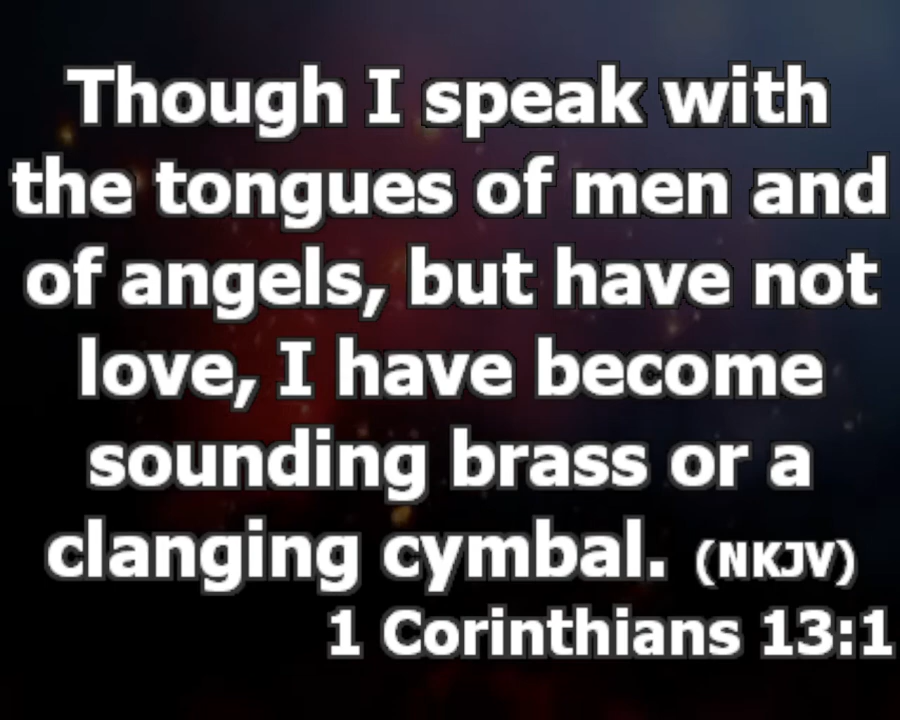 Though I speak with
the tongues of men and
of angels, but have not
love, I have become
sounding brass or a
clanging cymbal. (NKJV)
1 Corinthians 13:1